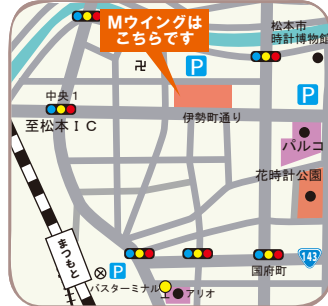 Mウイングは
こちらです
松本市
時計博物館
卍
P
P
中央1
至松本IC
伊勢町通り
パルコ
花時計公園
143
まつもと
国府町
P
バスターミナル
エ
アリオ